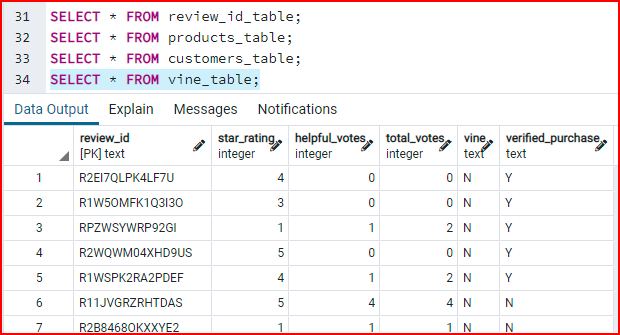 31 SELECT * FROM review_id_table;
32 SELECT * FROM products_table;
33 SELECT * FROM customers_table;
34 SELECT * FROM vine_table;
Data Output Explain Messages Notifications
review_id star_rating helpful_votes total_votes vine verified_purchase
[PK] text integer integer integer text text
1 R2EI7QLPK4LF7U 4 0 0 N Y
2 R1W5OMFK1Q3I3O 3 0 0 N Y
3 RPZWSYWRP92GI 1 1 2 N Y
4 R2WQWM04XHD9US 5 0 0 N Y
5 R1WSPK2RA2PDEF 4 1 2 N Y
6 R11JVGRZRHTDAS 5 4 4 N N
7 R2B8468OKXXYE2 1 1 1 N N